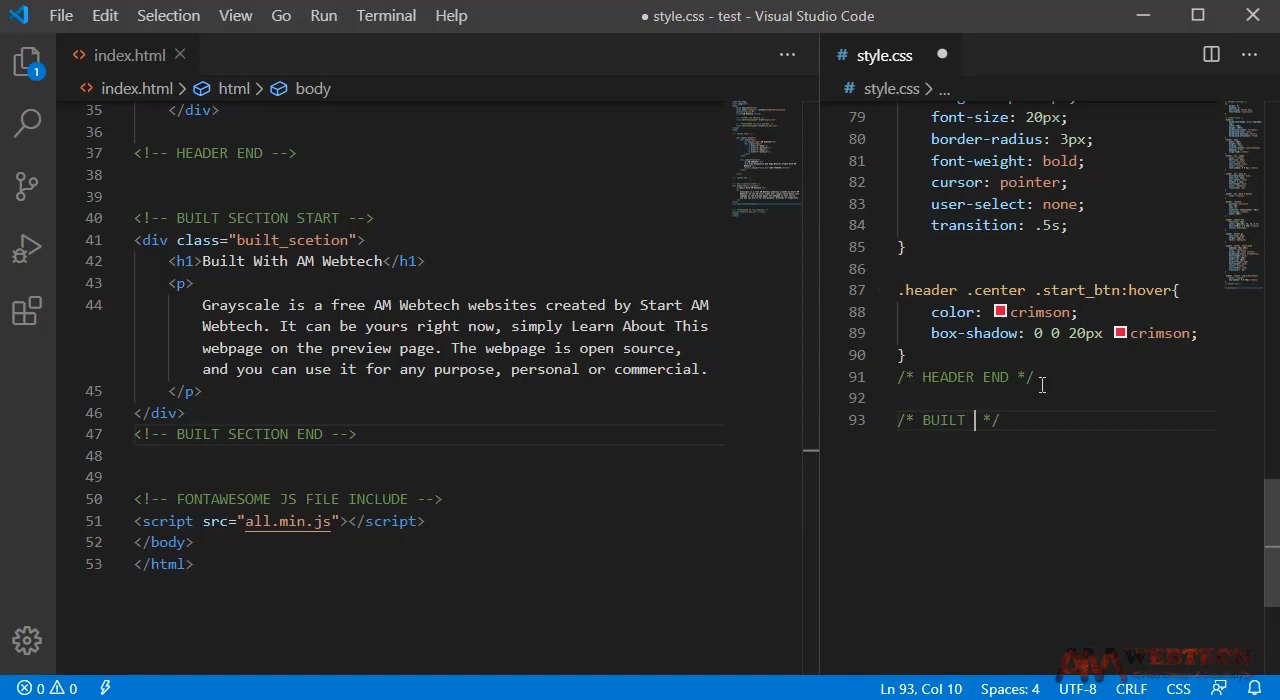 File Edit Selection View Go Run Terminal Help ● style.css - test - Visual Studio Code
index.html
style.css
index.html > html > body
style.css > ...
1
35 </div>
36
37 <!-- HEADER END -->
38
39
40 <!-- BUILT SECTION START -->
41 <div class="built_scetion">
42 <h1>Built With AM Webtech</h1>
43 <p>
44 Grayscale is a free AM Webtech websites created by Start AM
Webtech. It can be yours right now, simply Learn About This
webpage on the preview page. The webpage is open source,
and you can use it for any purpose, personal or commercial.
45 </p>
46 </div>
47 <!-- BUILT SECTION END -->
48
49
50 <!-- FONTAWESOME JS FILE INCLUDE -->
51 <script src="all.min.js"></script>
52 </body>
53 </html>
79 font-size: 20px;
80 border-radius: 3px;
81 font-weight: bold;
82 cursor: pointer;
83 user-select: none;
84 transition: .5s;
85 }
86
87 .header .center .start_btn:hover{
88 color: crimson;
89 box-shadow: 0 0 20px crimson;
90 }
91 /* HEADER END */
92
93 /* BUILT */
AM WEBTECH
0 0 Ln 93, Col 10 Spaces: 4 UTF-8 CRLF CSS